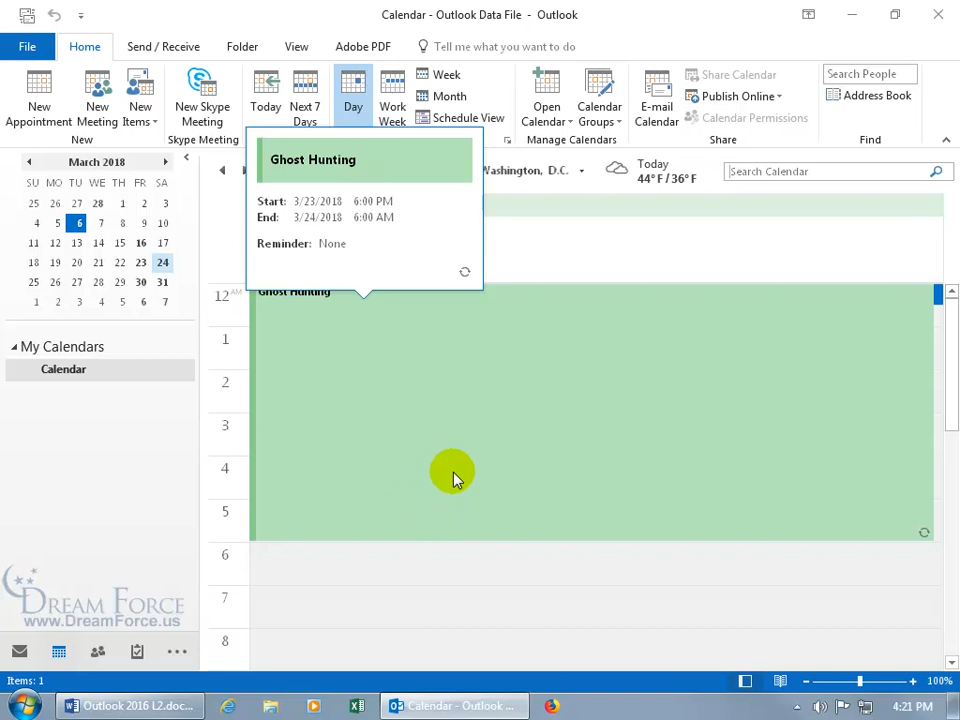 Calendar - Outlook Data File - Outlook
File Home Send / Receive Folder View Adobe PDF Tell me what you want to do
New Appointment
New Meeting
New Items
New
New Skype Meeting
Skype Meeting
Today
Next 7 Days
Day
Work Week
Week
Month
Schedule View
Open Calendar
Calendar Groups
Manage Calendars
E-mail Calendar
Share Calendar
Publish Online
Calendar Permissions
Share
Search People
Address Book
Find
March 2018
SU MO TU WE TH FR SA
25 26 27 28 1 2 3
4 5 6 7 8 9 10
11 12 13 14 15 16 17
18 19 20 21 22 23 24
25 26 27 28 29 30 31
1 2 3 4 5 6 7
My Calendars
Calendar
Ghost Hunting
Start: 3/23/2018 6:00 PM
End: 3/24/2018 6:00 AM
Reminder: None
Washington, D.C.
Today
44° F / 36° F
Search Calendar
12 AM
Ghost Hunting
1
2
3
4
5
6
7
8
DREAM FORCE
www.DreamForce.us
Items: 1
100%
Outlook 2016 L2.doc...
Calendar - Outlook ...
4:21 PM